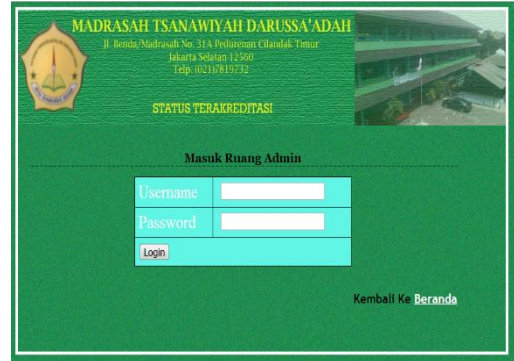 MADRASAH TSANAWIYAH DARUSSA'ADAH
Jl. Benda/Madrasah No. 31A Pedurenan Cilandak Timur
Jakarta Selatan 12560
Telp. (021)7819732
STATUS TERAKREDITASI
Masuk Ruang Admin
Username
Password
Login
Kembali Ke Beranda